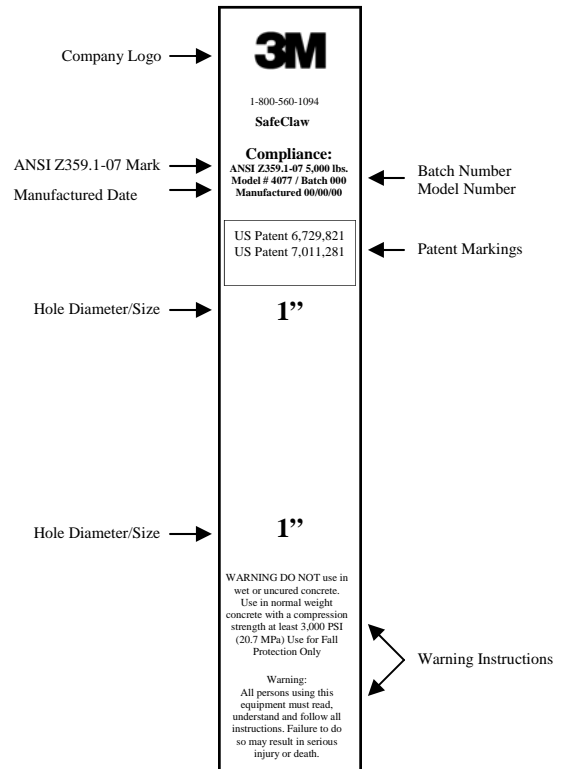 Company Logo
3M
1-800-560-1094
SafeClaw
Compliance:
ANSI Z359.1-07 Mark
ANSI Z359.1-07 5,000 lbs.
Model # 4077 / Batch 000
Manufactured 00/00/00
Manufactured Date
Batch Number
Model Number
US Patent 6,729,821
US Patent 7,011,281
Patent Markings
Hole Diameter/Size
1”
Hole Diameter/Size
1”
WARNING DO NOT use in
wet or uncured concrete.
Use in normal weight
concrete with a compression
strength at least 3,000 PSI
(20.7 MPa) Use for Fall
Protection Only
Warning Instructions
Warning:
All persons using this
equipment must read,
understand and follow all
instructions. Failure to do
so may result in serious
injury or death.